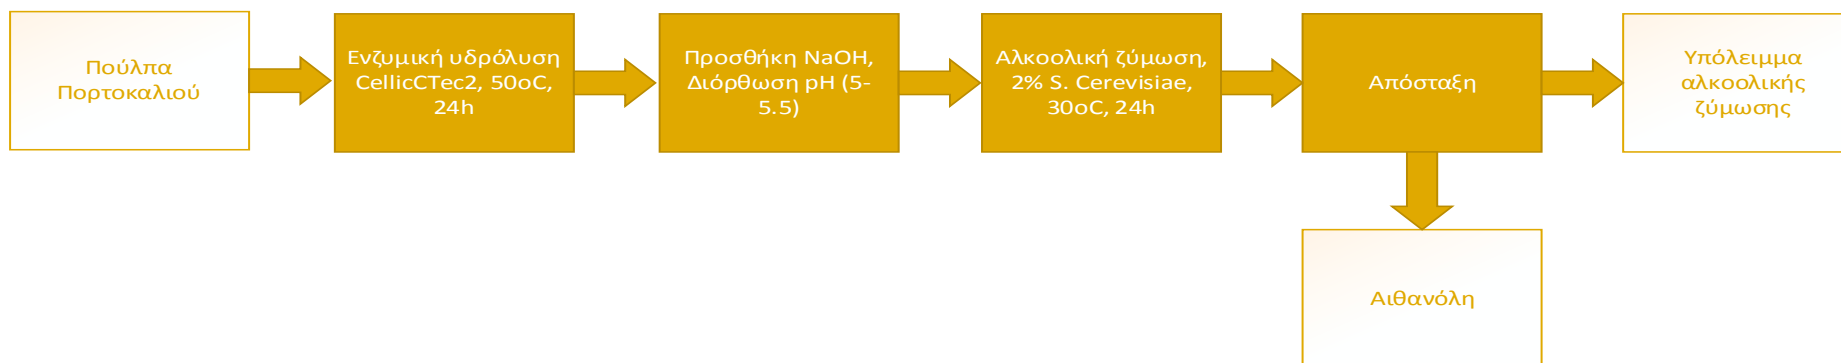 Πούλπα
Πορτοκαλιού
Ενζυμική υδρόλυση
CellicCTec2, 50oC,
24h
Προσθήκη NaOH,
Διόρθωση pH (5-
5.5)
Αλκοολική ζύμωση,
2% S. Cerevisiae,
30oC, 24h
Απόσταξη
Υπόλειμμα
αλκοολικής
ζύμωσης
Αιθανόλη